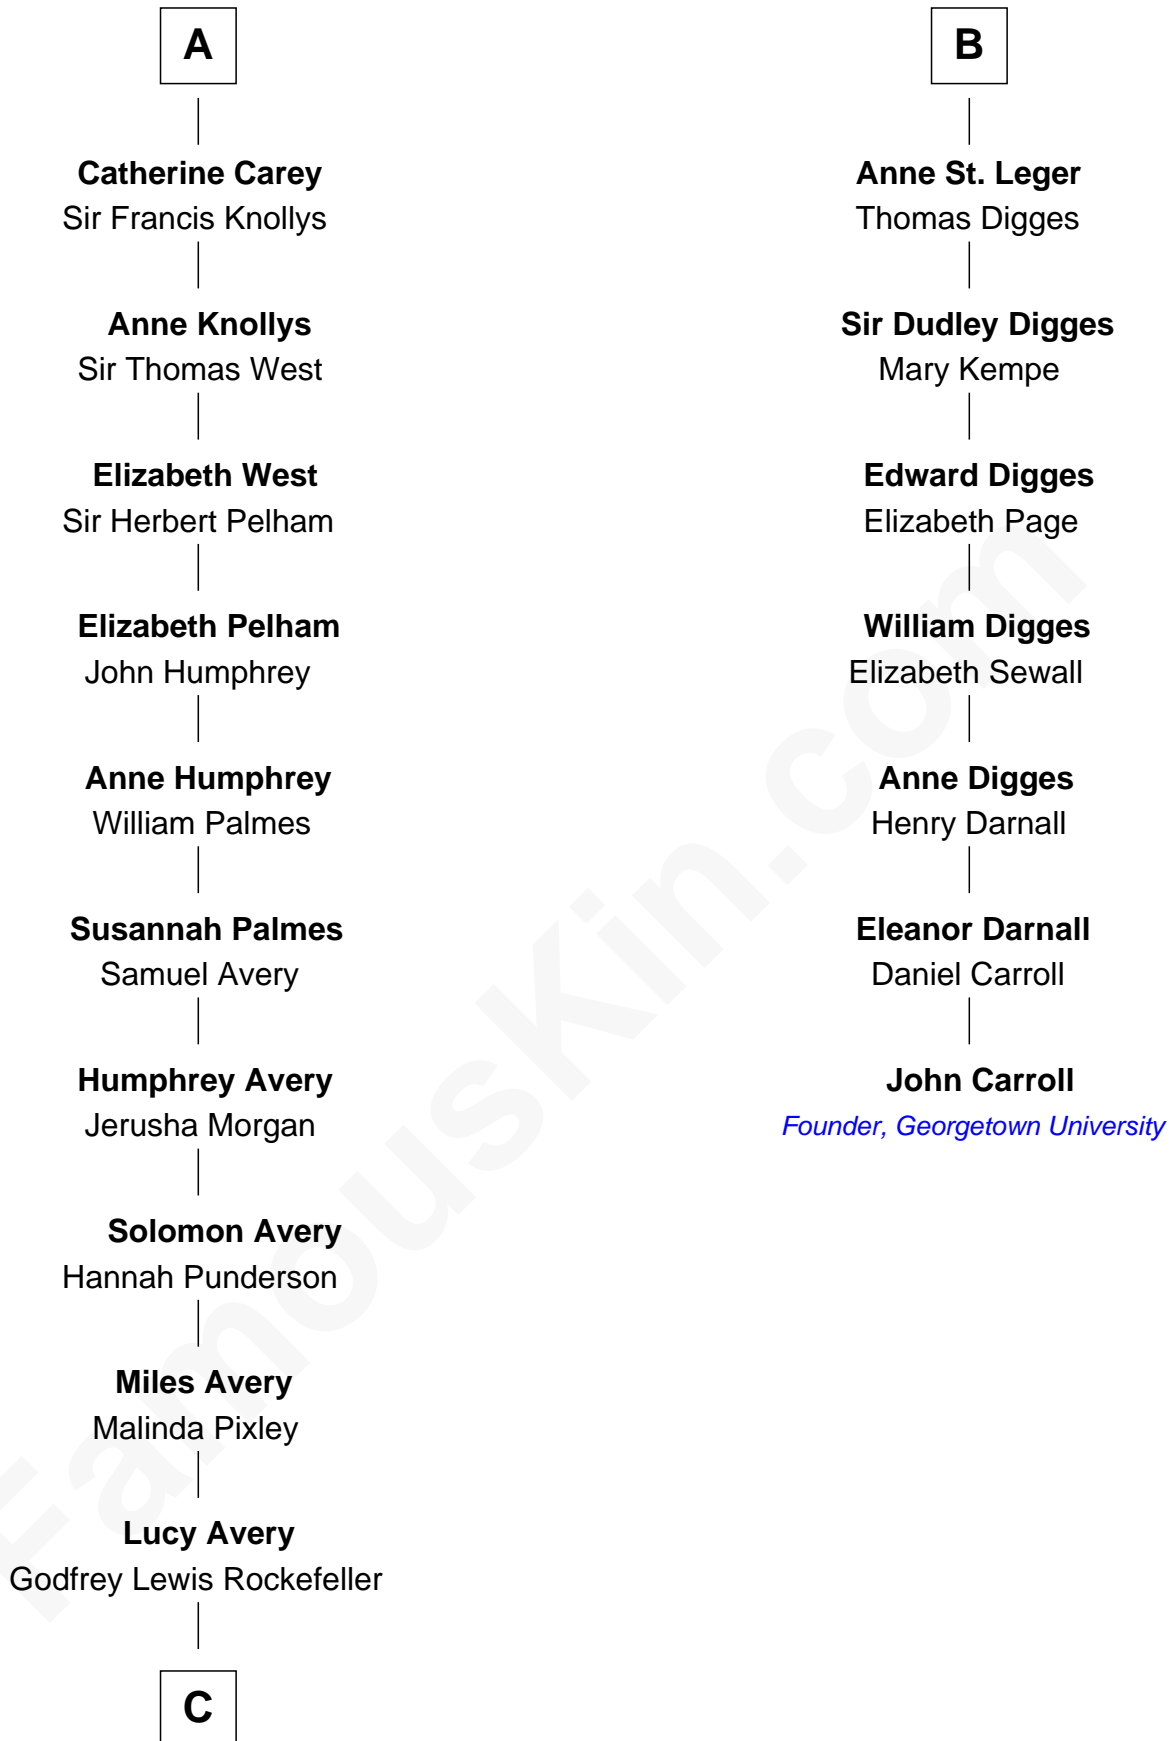 A
Catherine Carey
Sir Francis Knollys
Anne Knollys
Sir Thomas West
Elizabeth West
Sir Herbert Pelham
Elizabeth Pelham
John Humphrey
Anne Humphrey
William Palmes
Susannah Palmes
Samuel Avery
Humphrey Avery
Jerusha Morgan
Solomon Avery
Hannah Punderson
Miles Avery
Malinda Pixley
Lucy Avery
Godfrey Lewis Rockefeller
C
B
Anne St. Leger
Thomas Digges
Sir Dudley Digges
Mary Kempe
Edward Digges
Elizabeth Page
William Digges
Elizabeth Sewall
Anne Digges
Henry Darnall
Eleanor Darnall
Daniel Carroll
John Carroll
Founder, Georgetown University
FamousKin.com